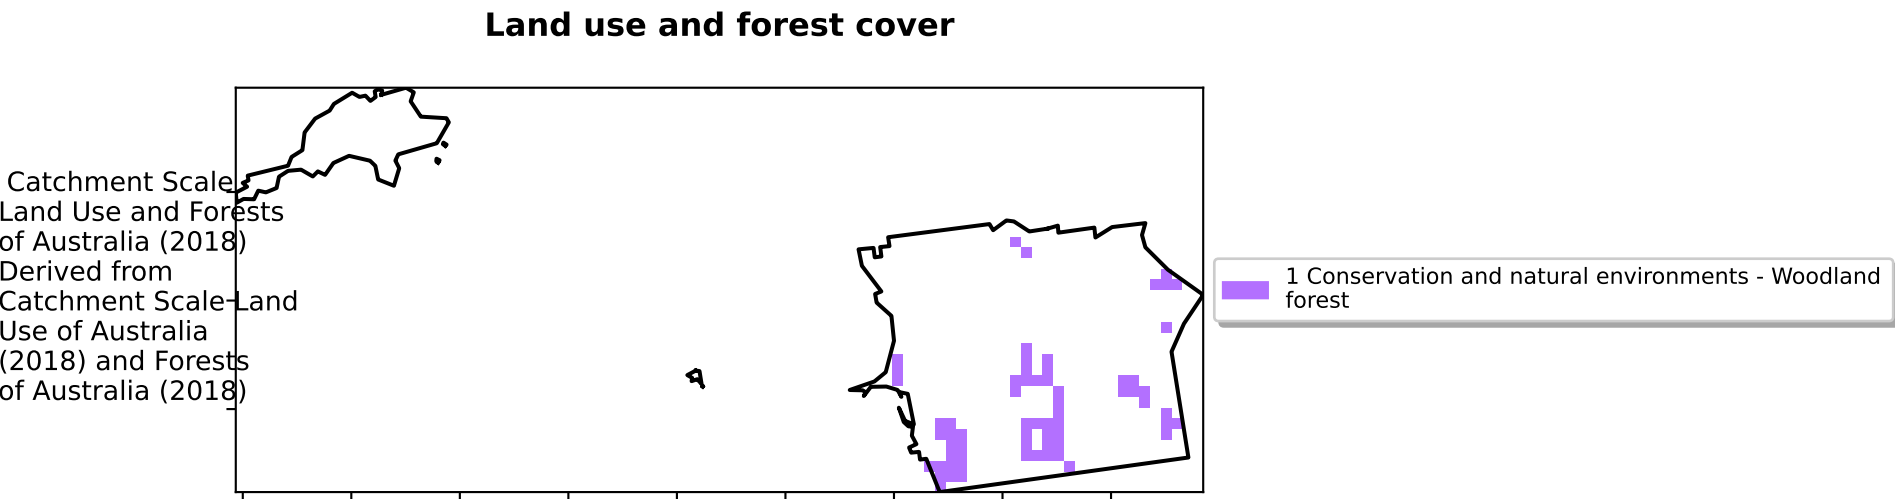 Land use and forest cover
Catchment Scale
Land Use and Forests
of Australia (2018)
Derived from
Catchment Scale Land
Use of Australia
(2018) and Forests
of Australia (2018)
1 Conservation and natural environments - Woodland
forest